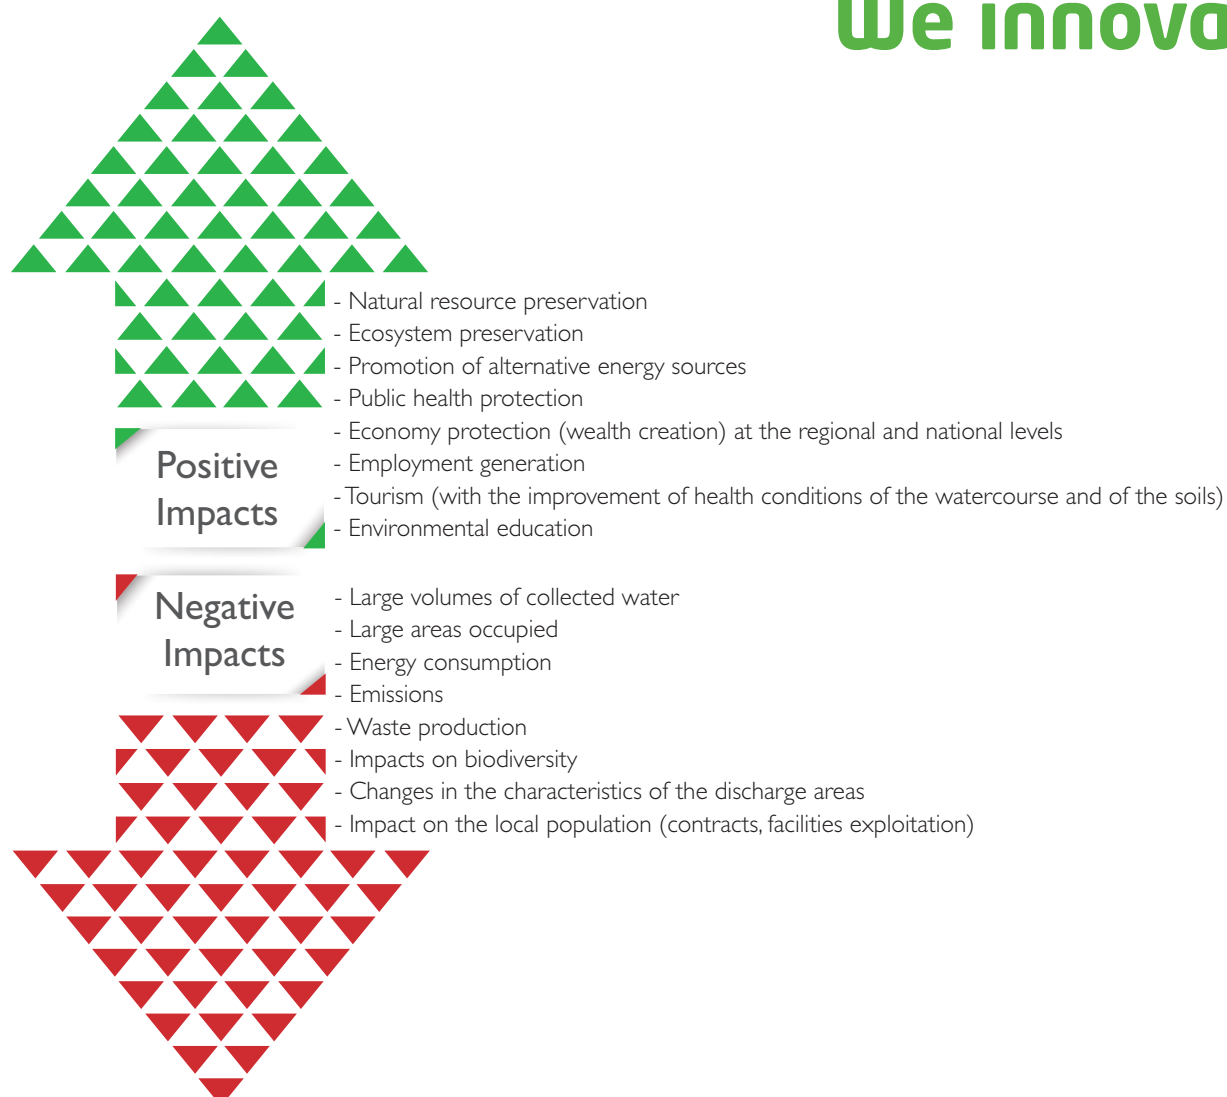 We innova
- Natural resource preservation
- Ecosystem preservation
- Promotion of alternative energy sources
- Public health protection
- Economy protection (wealth creation) at the regional and national levels
- Employment generation
- Tourism (with the improvement of health conditions of the watercourse and of the soils)
- Environmental education
Positive
Impacts
Negative
Impacts
- Large volumes of collected water
- Large areas occupied
- Energy consumption
- Emissions
- Waste production
- Impacts on biodiversity
- Changes in the characteristics of the discharge areas
- Impact on the local population (contracts, facilities exploitation)